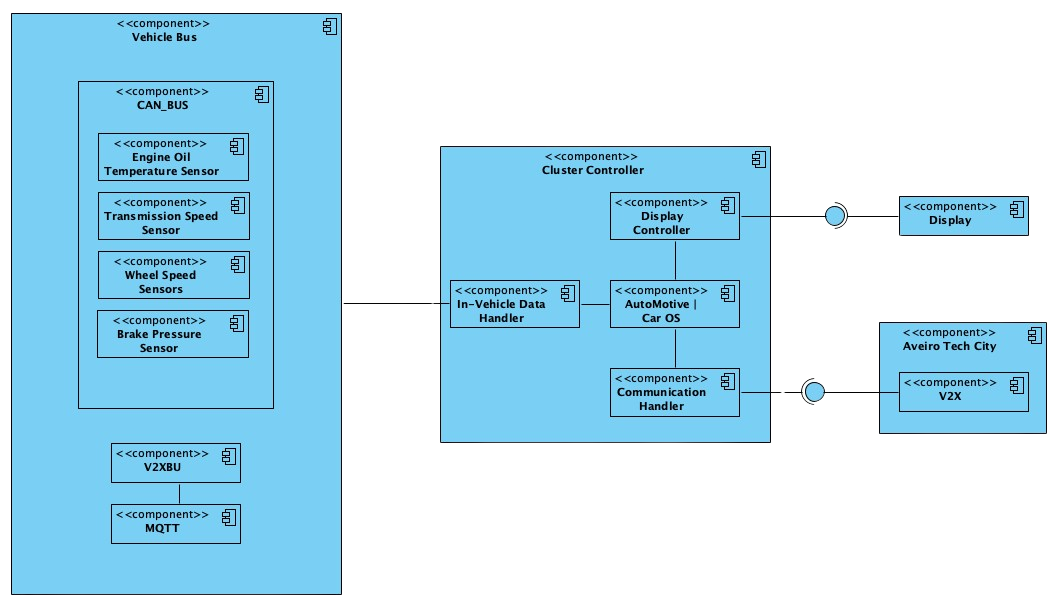 <<component>>
Vehicle Bus
<<component>>
CAN_BUS
<<component>>
Engine Oil
Temperature Sensor
<<component>>
Transmission Speed
Sensor
<<component>>
Wheel Speed
Sensors
<<component>>
Brake Pressure
Sensor
<<component>>
V2XBU
<<component>>
MQTT
<<component>>
Cluster Controller
<<component>>
Display
Controller
<<component>>
In-Vehicle Data
Handler
<<component>>
AutoMotive |
Car OS
<<component>>
Communication
Handler
<<component>>
Display
<<component>>
Aveiro Tech City
<<component>>
V2X